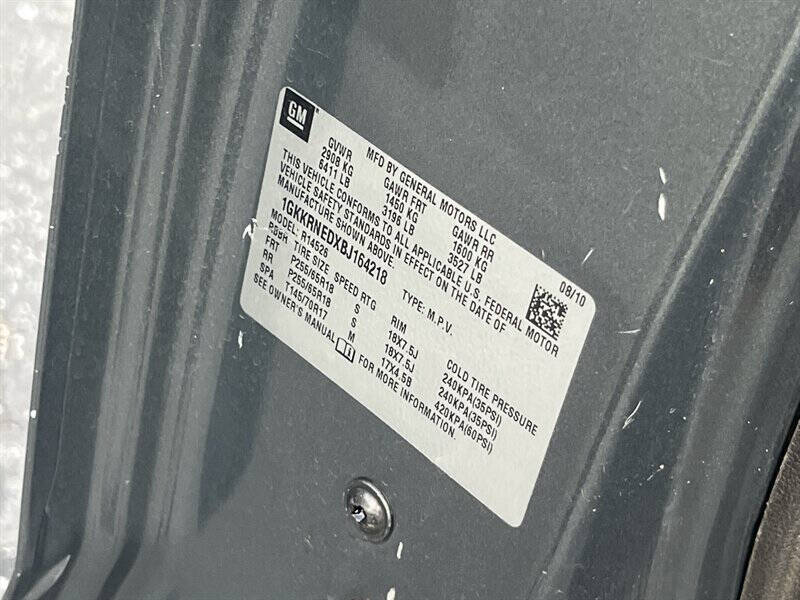 GM
MFD BY GENERAL MOTORS LLC 08/10
GVWR GAWR FRT GAWR RR
2908 KG 1450 KG 1600 KG
6411 LB 3196 LB 3527 LB
THIS VEHICLE CONFORMS TO ALL APPLICABLE U.S. FEDERAL MOTOR
VEHICLE SAFETY STANDARDS IN EFFECT ON THE DATE OF
MANUFACTURE SHOWN ABOVE.
1GKKRNEDXBJ164218 TYPE: M.P.V.
MODEL: R14526
TIRE SIZE SPEED RTG RIM COLD TIRE PRESSURE
FRT P255/65R18 S 18X7.5J 240KPA(35PSI)
RR P255/65R18 S 18X7.5J 240KPA(35PSI)
SPA T145/70R17 M 17X4.5B 420KPA(60PSI)
SEE OWNER'S MANUAL FOR MORE INFORMATION.